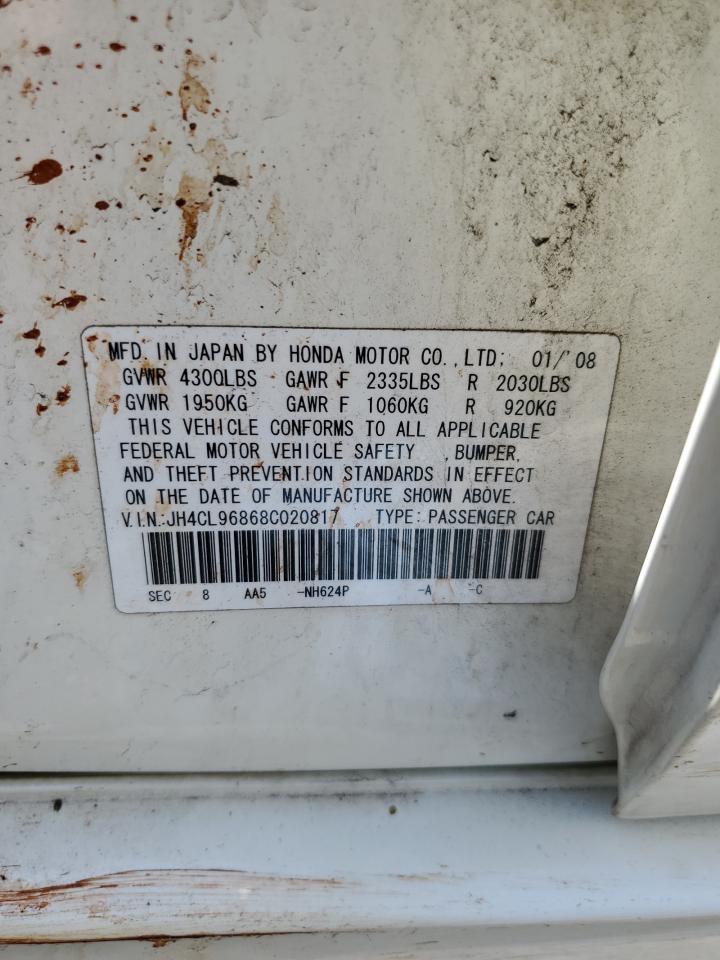 MFD. IN JAPAN BY HONDA MOTOR CO., LTD; 01/'08
GVWR 4300LBS GAWR F 2335LBS R 2030LBS
GVWR 1950KG GAWR F 1060KG R 920KG
THIS VEHICLE CONFORMS TO ALL APPLICABLE
FEDERAL MOTOR VEHICLE SAFETY , BUMPER,
AND THEFT PREVENTION STANDARDS IN EFFECT
ON THE DATE OF MANUFACTURE SHOWN ABOVE.
V.I.N.:JH4CL96868C020817 TYPE: PASSENGER CAR
SEC 8 AA5 -NH624P -A -C